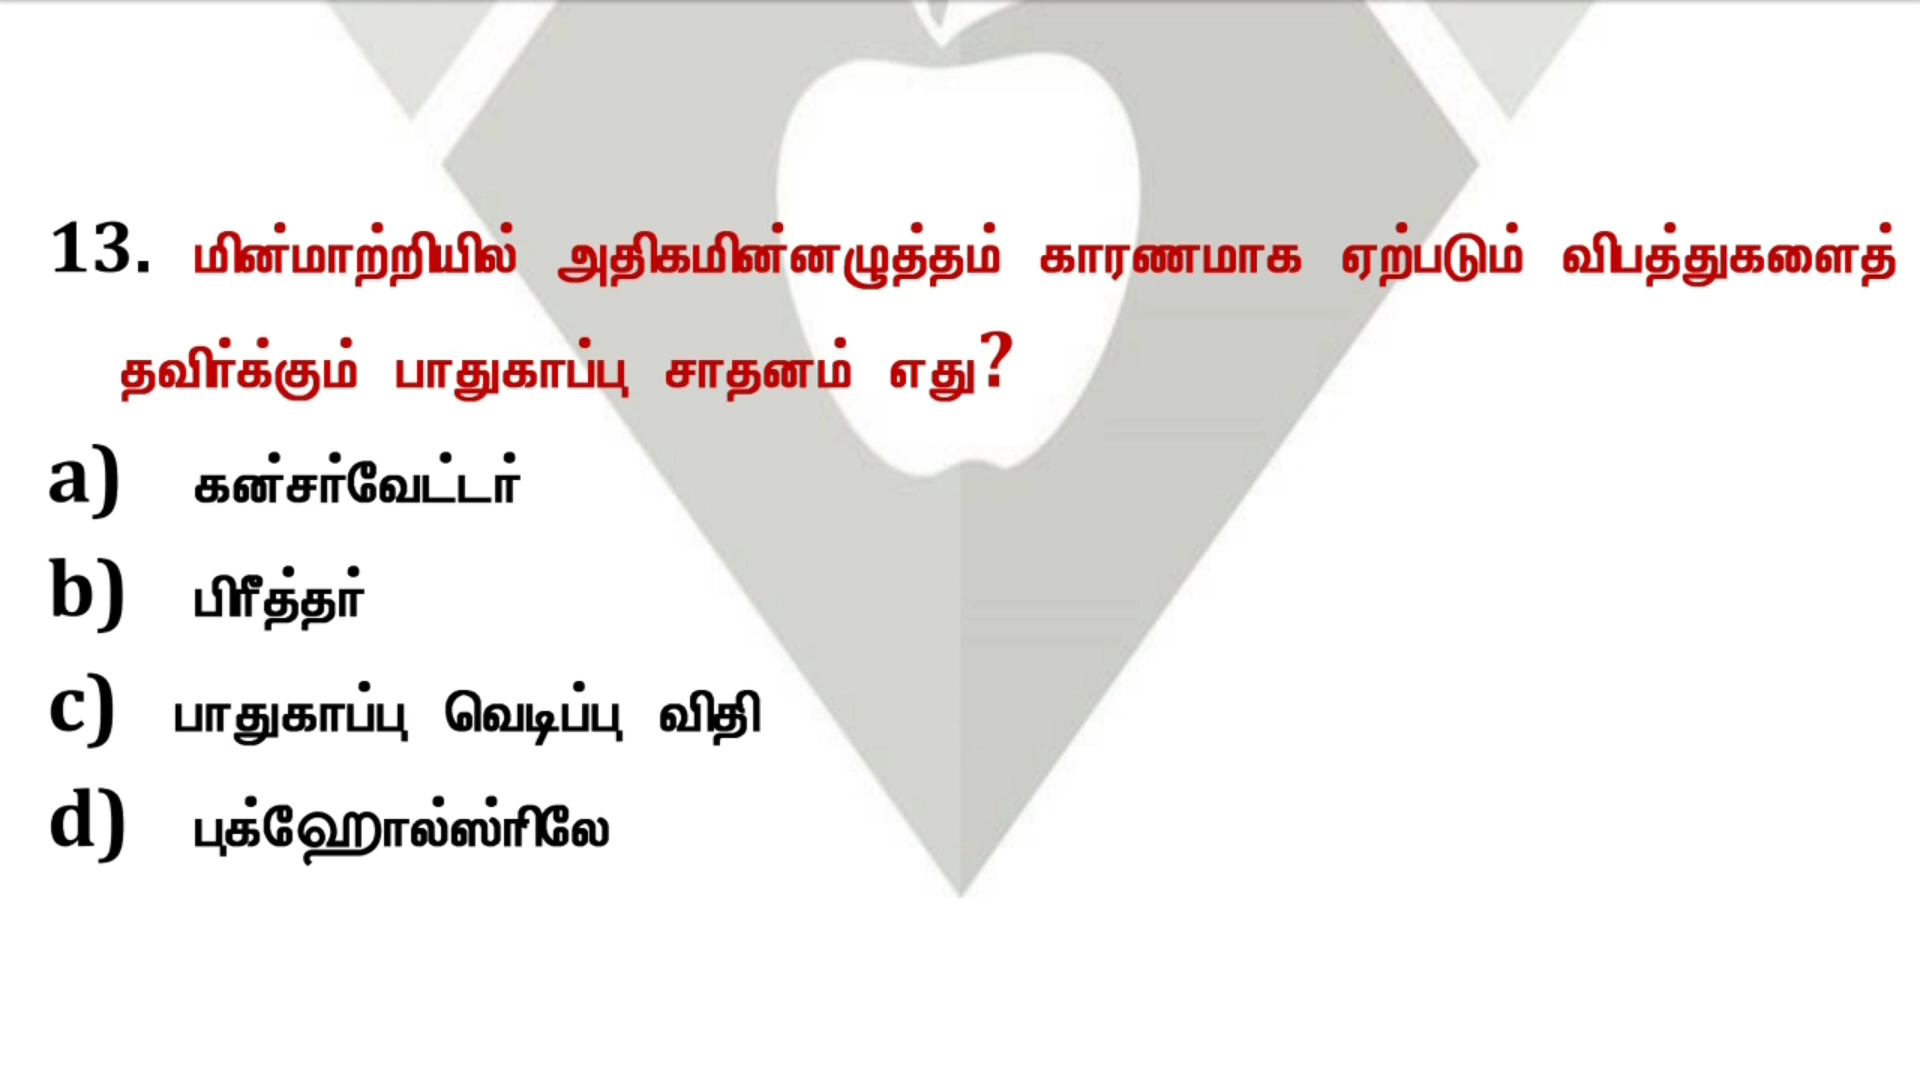 13. மின்மாற்றியில் அதிகமின்னழுத்தம் காரணமாக ஏற்படும் விபத்துகளைத்
தவிர்க்கும் பாதுகாப்பு சாதனம் எது?
a) கன்சர்வேட்டர்
b) பிரீத்தர்
c) பாதுகாப்பு வெடிப்பு விதி
d) புக்ஹோல்ஸ்ரிலே